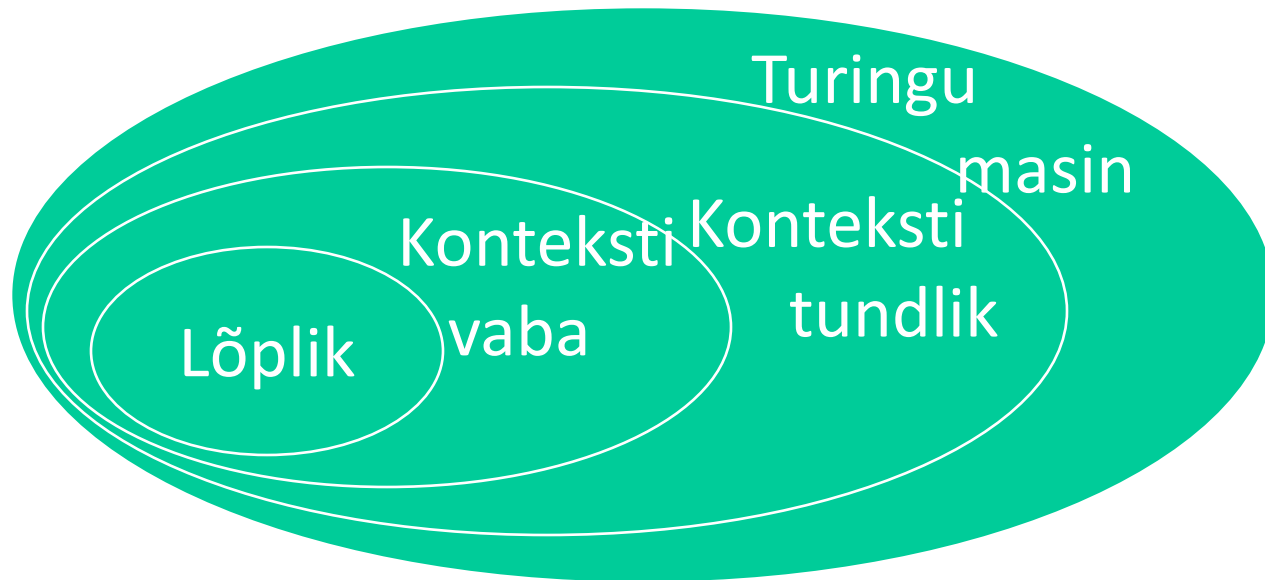 Turingu
masin
Konteksti
tundlik
Konteksti
vaba
Lõplik